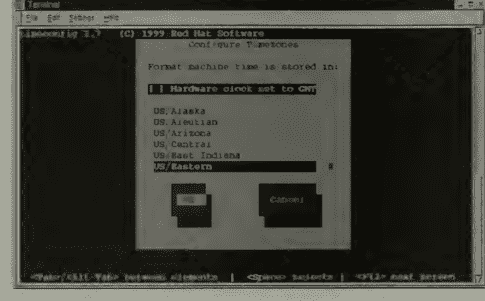 Terminal
File Edit Settings Help
timeconfig 2.7 (C) 1999 Red Hat Software
Configure Timezones
Format machine time is stored in:
[ ] Hardware clock set to GMT
US/Alaska
US/Aleutian
US/Arizona
US/Central
US/East Indiana
US/Eastern #
OK Cancel
<Tab>/<Alt-Tab> between elements | <Space> selects | <F12> next screen